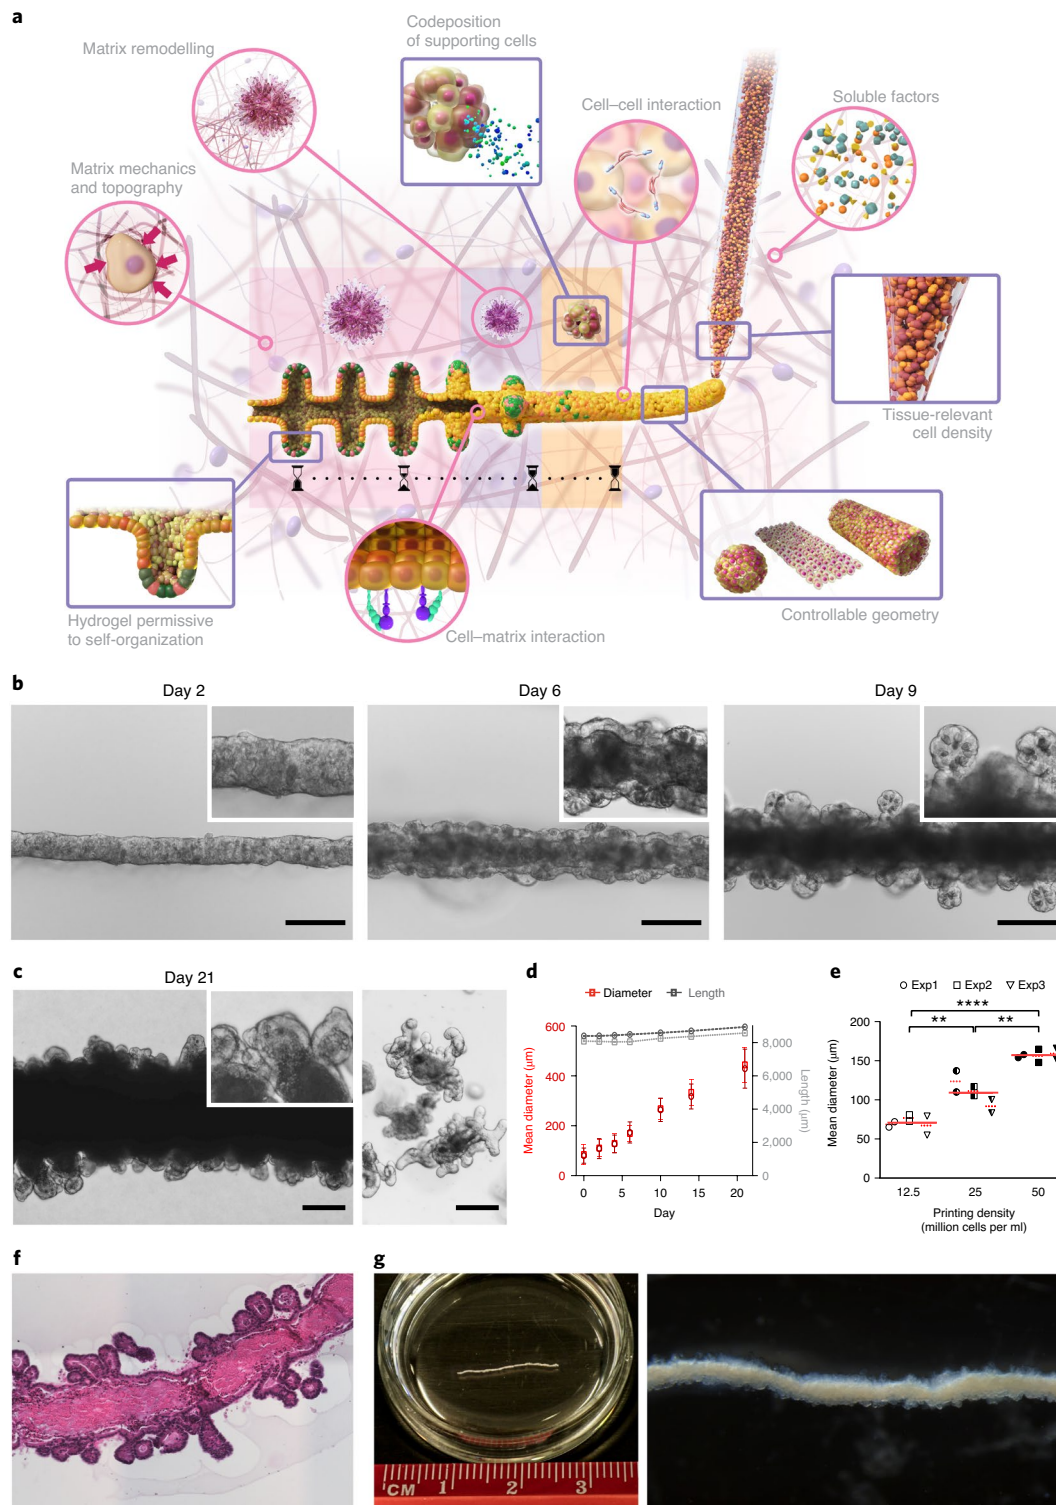 a
Codeposition
of supporting cells
Matrix remodelling
Cell–cell interaction
Soluble factors
Matrix mechanics
and topography
Tissue-relevant
cell density
Hydrogel permissive
to self-organization
Cell–matrix interaction
Controllable geometry
b
Day 2
Day 6
Day 9
c
Day 21
d
Diameter
Length
600
400
200
0
Mean diameter (μm)
8,000
6,000
4,000
2,000
0
Length (μm)
0
5
10
15
20
Day
e
Exp1
Exp2
Exp3
****
**
**
200
150
100
50
0
Mean diameter (μm)
12.5
25
50
Printing density
(million cells per ml)
f
g
CM 1 2 3